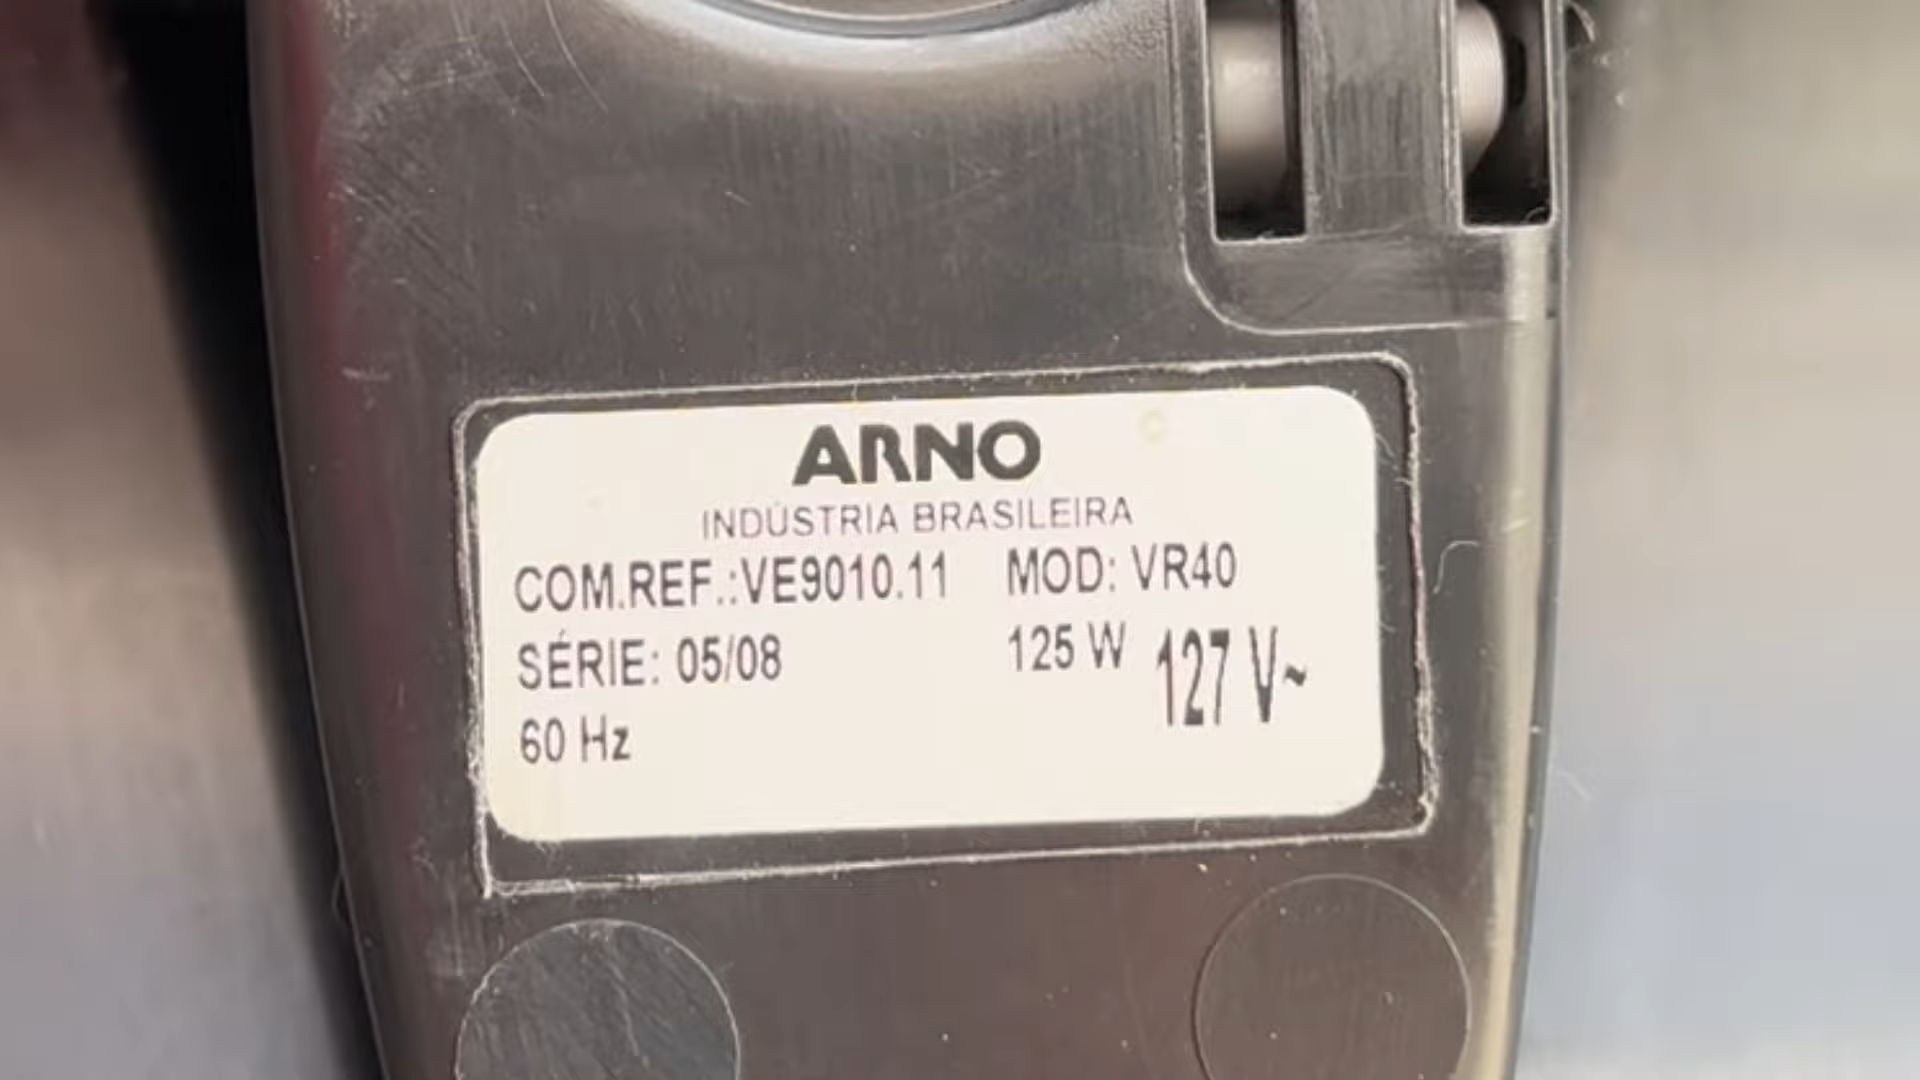 ARNO
INDÚSTRIA BRASILEIRA
COM.REF.:VE9010.11 MOD: VR40
SÉRIE: 05/08 125 W 127 V~
60 Hz